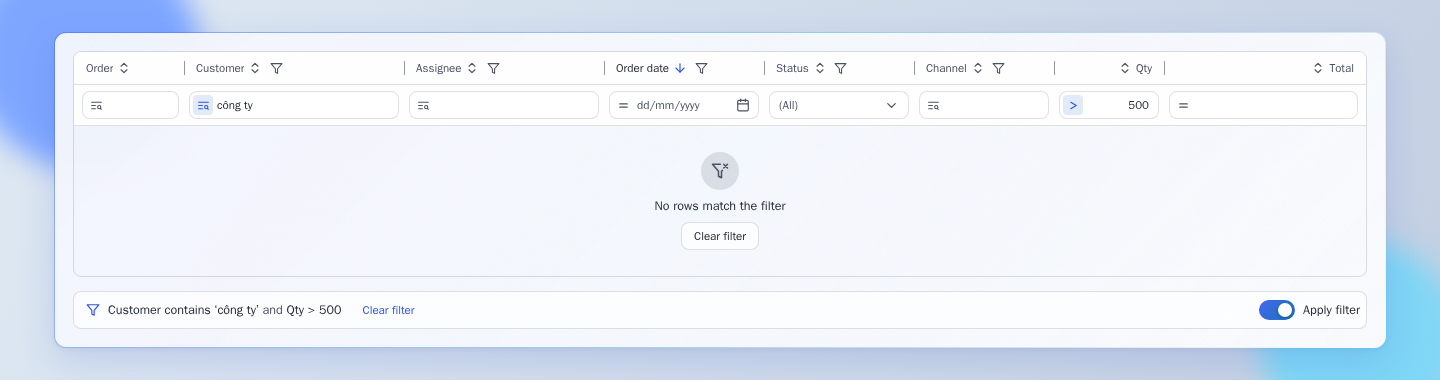 Order Customer Assignee Order date Status Channel Qty Total
công ty = dd/mm/yyyy (All) > 500 =
No rows match the filter
Clear filter
Customer contains ‘công ty’ and Qty > 500 Clear filter Apply filter